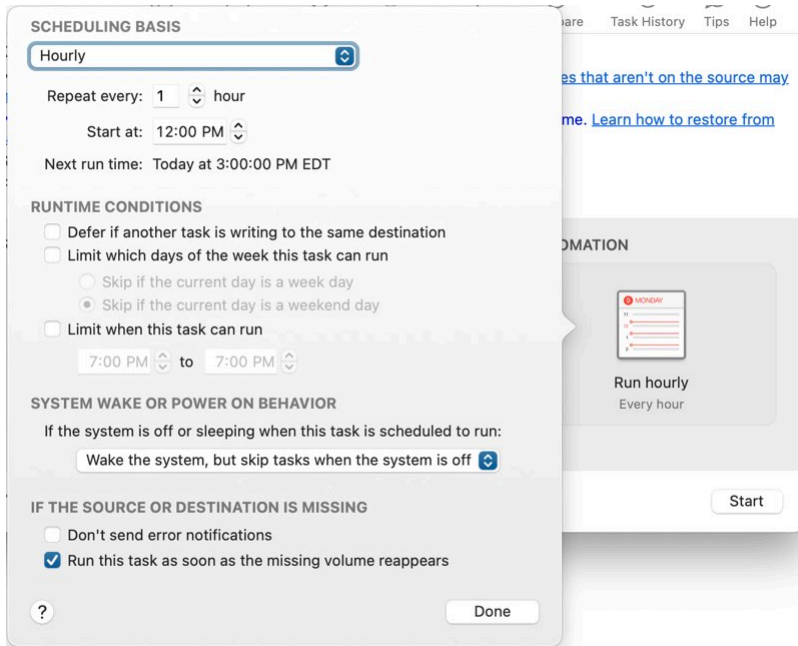 SCHEDULING BASIS
Hourly
Repeat every: 1 hour
Start at: 12:00 PM
Next run time: Today at 3:00:00 PM EDT
RUNTIME CONDITIONS
Defer if another task is writing to the same destination
Limit which days of the week this task can run
Skip if the current day is a week day
Skip if the current day is a weekend day
Limit when this task can run
7:00 PM to 7:00 PM
SYSTEM WAKE OR POWER ON BEHAVIOR
If the system is off or sleeping when this task is scheduled to run:
Wake the system, but skip tasks when the system is off
IF THE SOURCE OR DESTINATION IS MISSING
Don't send error notifications
Run this task as soon as the missing volume reappears
? Done
Task History Tips Help
that aren't on the source may
me. Learn how to restore from
OMATION
MONDAY
Run hourly
Every hour
Start